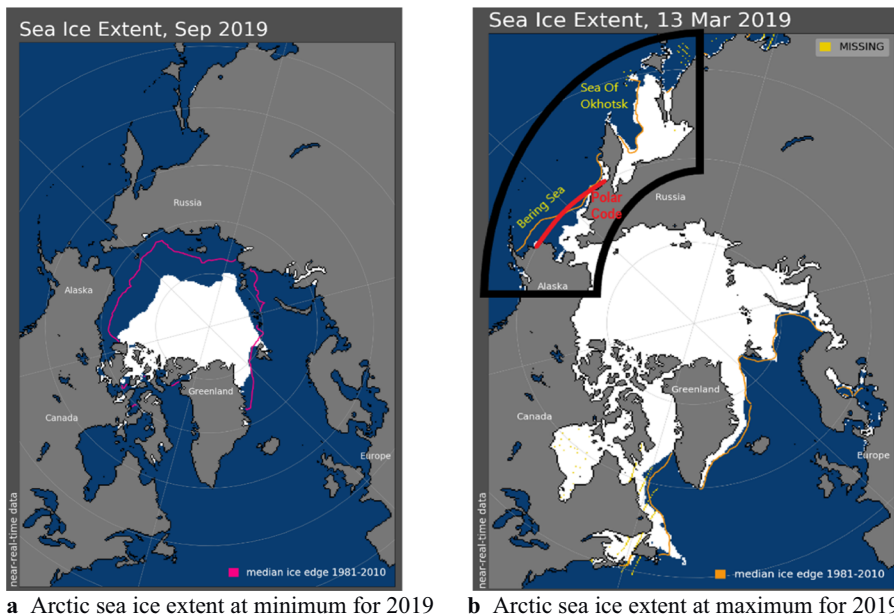 Sea Ice Extent, Sep 2019
Russia
Alaska
Greenland
Canada
Europe
near-real-time data
median ice edge 1981-2010
a Arctic sea ice extent at minimum for 2019
Sea Ice Extent, 13 Mar 2019
MISSING
Sea Of
Okhotsk
Bering Sea
Polar
Code
Russia
Alaska
Greenland
Canada
Europe
near-real-time data
median ice edge 1981-2010
b Arctic sea ice extent at maximum for 2019